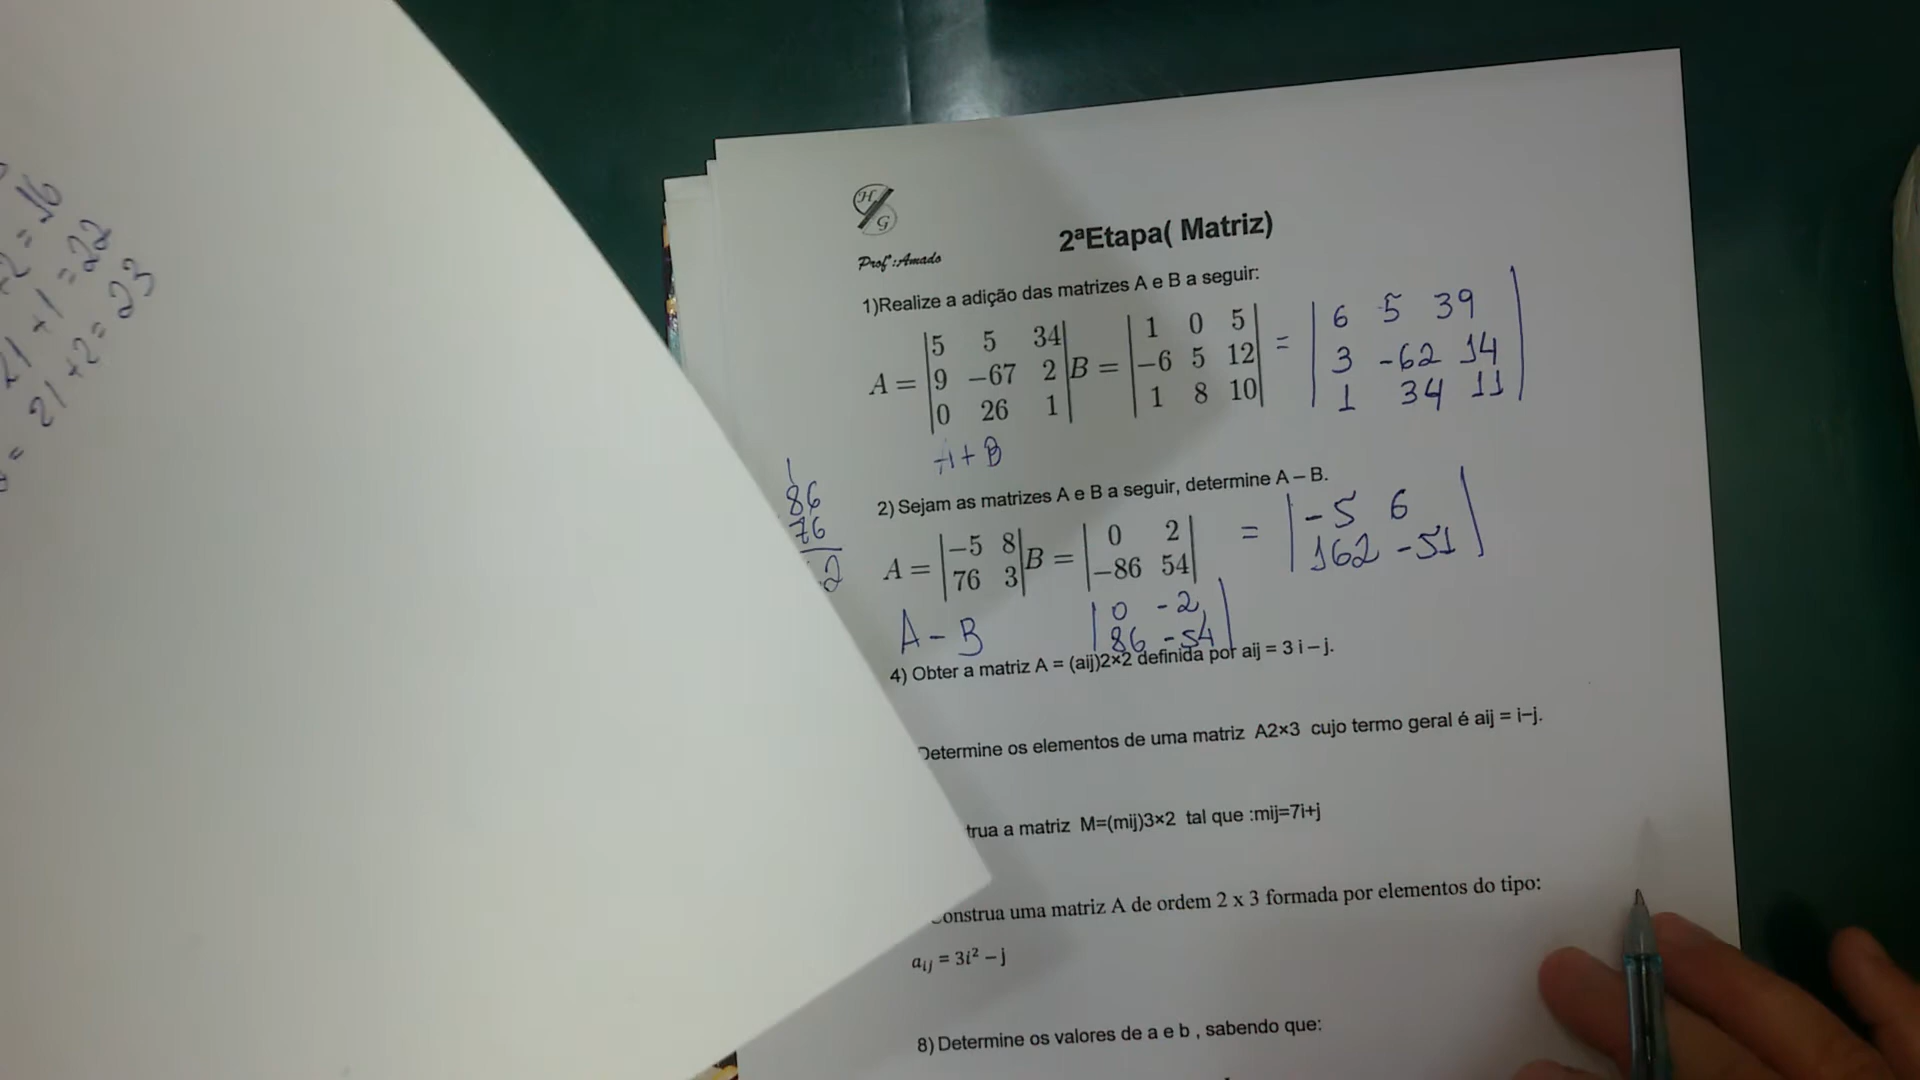 +2 = 16
21 +1 = 22
= 21 +2 = 23
H G
2ªEtapa( Matriz)
Profº:Amado
1)Realize a adição das matrizes A e B a seguir:
A = |5 5 34| B = |1 0 5| = |6 5 39|
|9 −67 2| |−6 5 12| |3 -62 14|
|0 26 1| |1 8 10| |1 34 11|
A+B
1
86
76
2
2) Sejam as matrizes A e B a seguir, determine A – B.
A = |−5 8| B = |0 2| = |-5 6|
|76 3| |−86 54| |162 -51|
A - B |0 -2|
|86 -54|
4) Obter a matriz A = (aij)2×2 definida por aij = 3 i – j.
Determine os elementos de uma matriz A2×3 cujo termo geral é aij = i−j.
trua a matriz M=(mij)3×2 tal que :mij=7i+j
onstrua uma matriz A de ordem 2 x 3 formada por elementos do tipo:
aij = 3i² − j
8) Determine os valores de a e b , sabendo que: